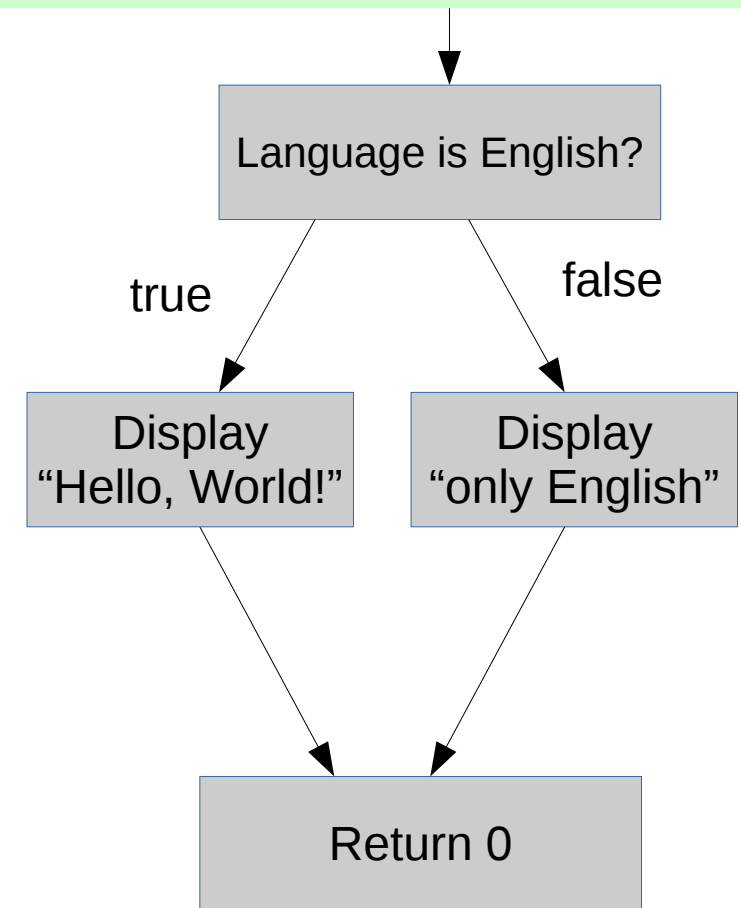 Language is English?
true
false
Display
“Hello, World!”
Display
“only English”
Return 0